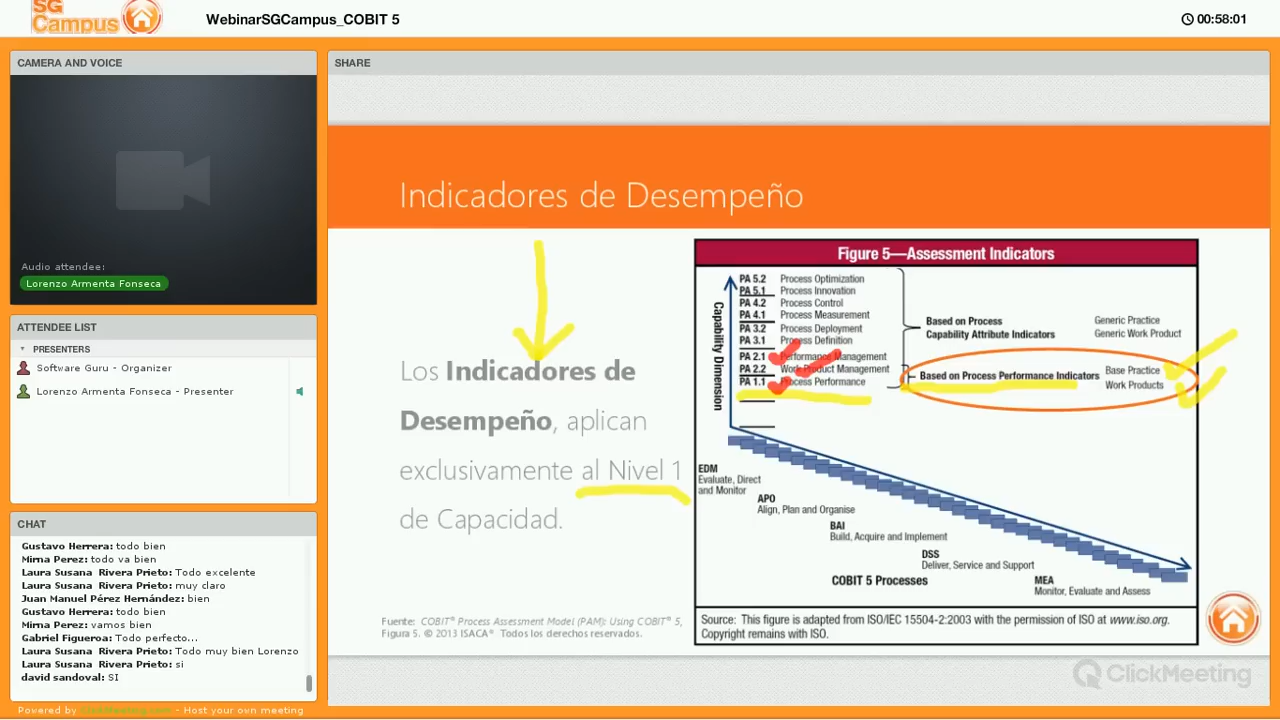 SG
Campus
WebinarSGCampus_COBIT 5
00:58:01
CAMERA AND VOICE
Audio attendee:
Lorenzo Armenta Fonseca
ATTENDEE LIST
PRESENTERS
Software Guru - Organizer
Lorenzo Armenta Fonseca - Presenter
CHAT
Gustavo Herrera: todo bien
Mirna Perez: todo va bien
Laura Susana Rivera Prieto: Todo excelente
Laura Susana Rivera Prieto: muy claro
Juan Manuel Pérez Hernández: bien
Gustavo Herrera: todo bien
Mirna Perez: vamos bien
Gabriel Figueroa: Todo perfecto...
Laura Susana Rivera Prieto: Todo muy bien Lorenzo
Laura Susana Rivera Prieto: si
david sandoval: SI
Powered by ClickMeeting.com - Host your own meeting
SHARE
Indicadores de Desempeño
Los Indicadores de
Desempeño, aplican
exclusivamente al Nivel 1
de Capacidad.
Fuente: COBIT® Process Assessment Model (PAM): Using COBIT® 5,
Figura 5. © 2013 ISACA® Todos los derechos reservados.
Figure 5—Assessment Indicators
Capability Dimension
PA 5.2 Process Optimization
PA 5.1 Process Innovation
PA 4.2 Process Control
PA 4.1 Process Measurement
PA 3.2 Process Deployment
PA 3.1 Process Definition
PA 2.1 Performance Management
PA 2.2 Work Product Management
PA 1.1 Process Performance
Based on Process
Capability Attribute Indicators
Generic Practice
Generic Work Product
Based on Process Performance Indicators
Base Practice
Work Products
EDM
Evaluate, Direct
and Monitor
APO
Align, Plan and Organise
BAI
Build, Acquire and Implement
DSS
Deliver, Service and Support
MEA
Monitor, Evaluate and Assess
COBIT 5 Processes
Source: This figure is adapted from ISO/IEC 15504-2:2003 with the permission of ISO at www.iso.org.
Copyright remains with ISO.
ClickMeeting